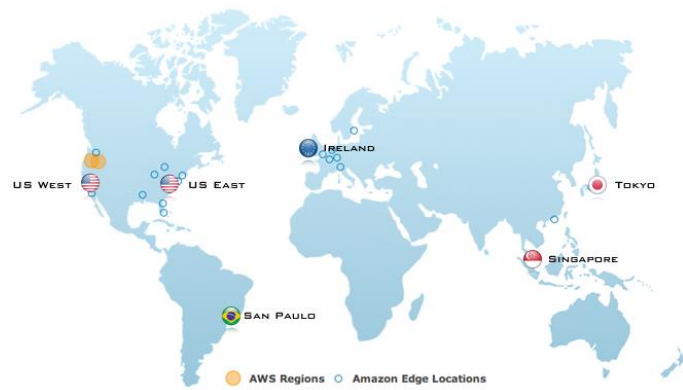 IRELAND
US WEST
US EAST
TOKYO
SINGAPORE
SAN PAULO
AWS Regions
Amazon Edge Locations